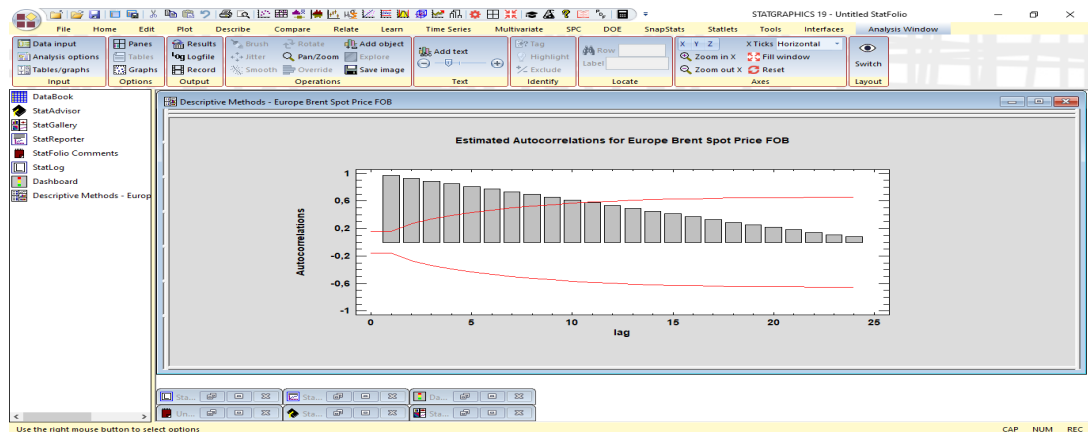 STATGRAPHICS 19 - Untitled StatFolio
File Home Edit Plot Describe Compare Relate Learn Time Series Multivariate SPC DOE SnapStats Statlets Tools Interfaces Analysis Window
Data input
Analysis options
Tables/graphs
Input
Panes
Tables
Graphs
Options
Results
Logfile
Record
Output
Brush
Jitter
Smooth
Rotate
Pan/Zoom
Override
Add object
Explore
Save image
Operations
Add text
Text
Tag
Highlight
Exclude
Identify
Row
Label
Locate
X Y Z
X Ticks Horizontal
Zoom in X
Fill window
Zoom out X
Reset
Axes
Switch
Layout
DataBook
StatAdvisor
StatGallery
StatReporter
StatFolio Comments
StatLog
Dashboard
Descriptive Methods - Europ
Descriptive Methods - Europe Brent Spot Price FOB
Estimated Autocorrelations for Europe Brent Spot Price FOB
Autocorrelations
1
0,6
0,2
-0,2
-0,6
-1
0 5 10 15 20 25
lag
Sta... Sta... Da...
Un... Sta... Sta...
Use the right mouse button to select options
CAP NUM REC